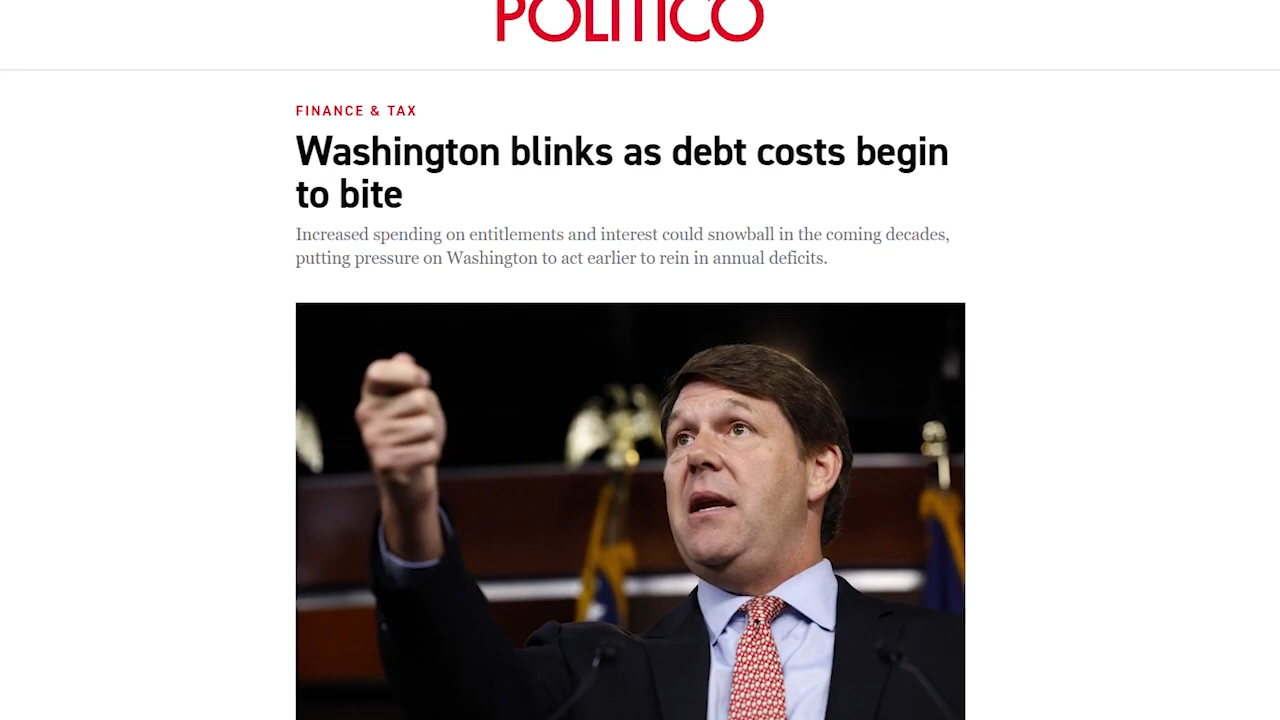 POLITICO
FINANCE & TAX
Washington blinks as debt costs begin
to bite
Increased spending on entitlements and interest could snowball in the coming decades,
putting pressure on Washington to act earlier to rein in annual deficits.